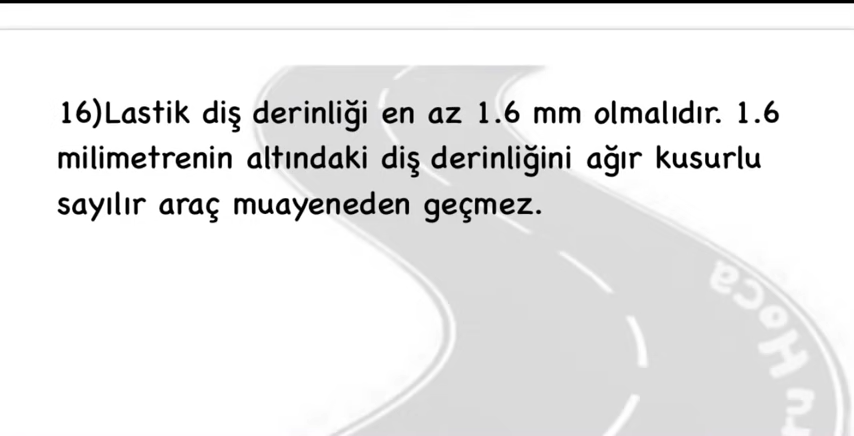 16)Lastik diş derinliği en az 1.6 mm olmalıdır. 1.6
milimetrenin altındaki diş derinliğini ağır kusurlu
sayılır araç muayeneden geçmez.
Hoca